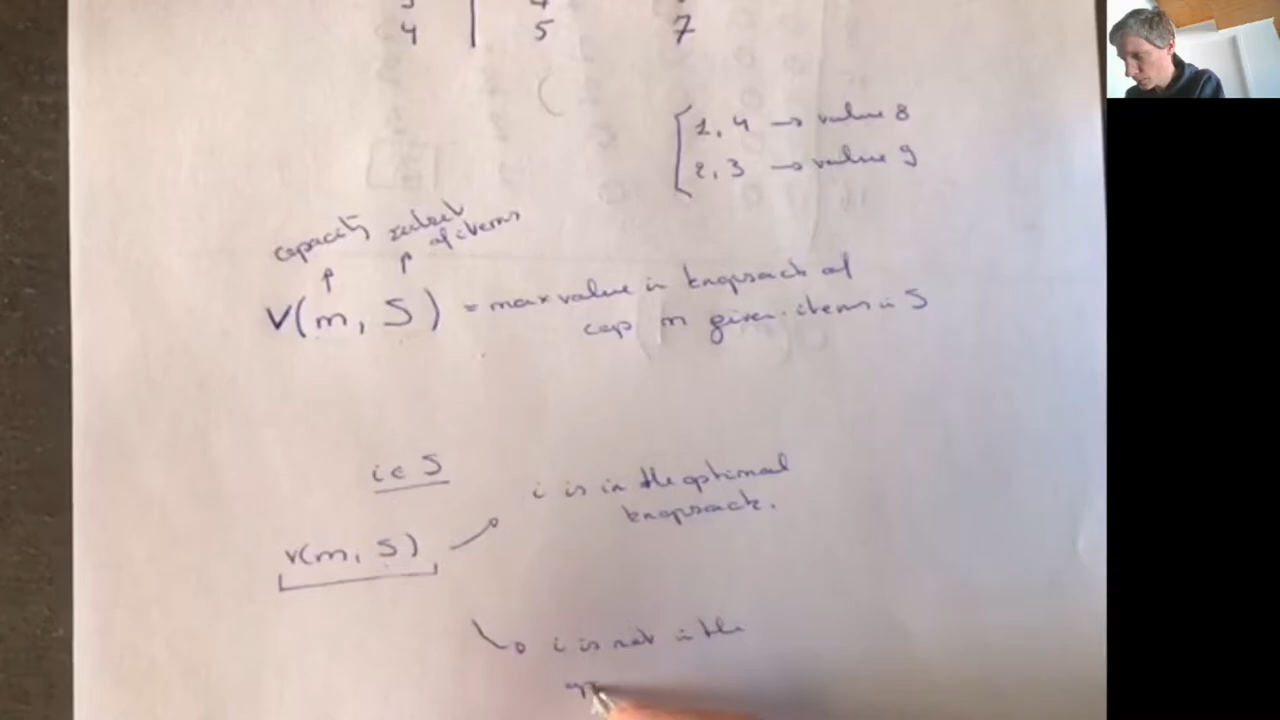 4 | 5 7
1, 4 → value 8
2, 3 → value 9
capacity subset
of items
V(m, S) = max value in knapsack of
cap m given items in S
i ∈ S
i is in the optimal
knapsack.
V(m, S)
i is not in the